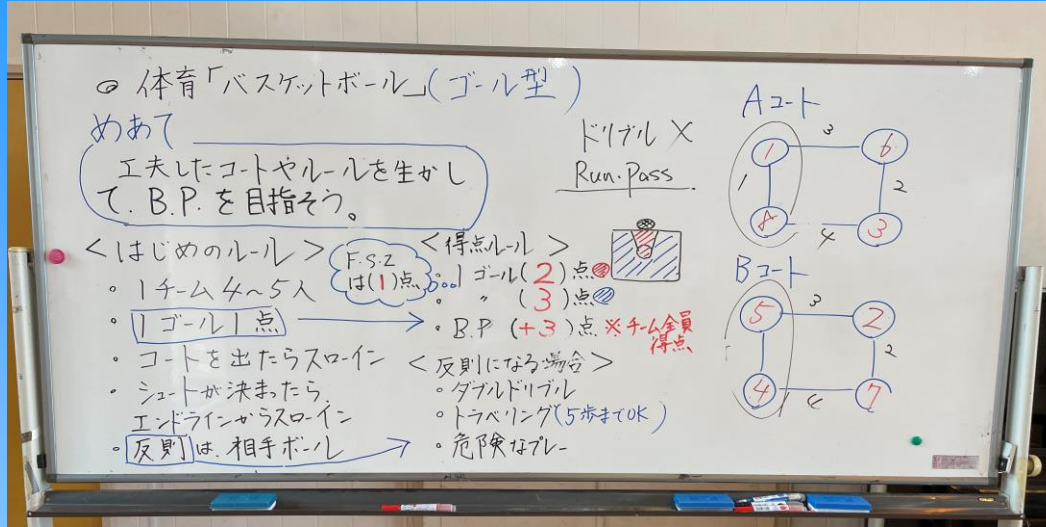 ◎ 体育「バスケットボール」(ゴール型)
めあて
工夫したコートやルールを生かし
て、B.P.を目指そう。
ドリブル ×
Run・Pass
<はじめのルール>
・1チーム4~5人
・1ゴール1点
・コートを出たらスローイン
・シュートが決まったら、
エンドラインからスローイン
・反則は、相手ボール
F.S.Z
は(1)点
<得点ルール>
・1ゴール(2)点
・〃(3)点
・B.P(+3)点 ※チーム全員
得点
<反則になる場合>
・ダブルドリブル
・トラベリング(5歩までOK)
・危険なプレー
Aコート
1 3 6
1 2
8 4 3
Bコート
5 3 2
2
4 4 7